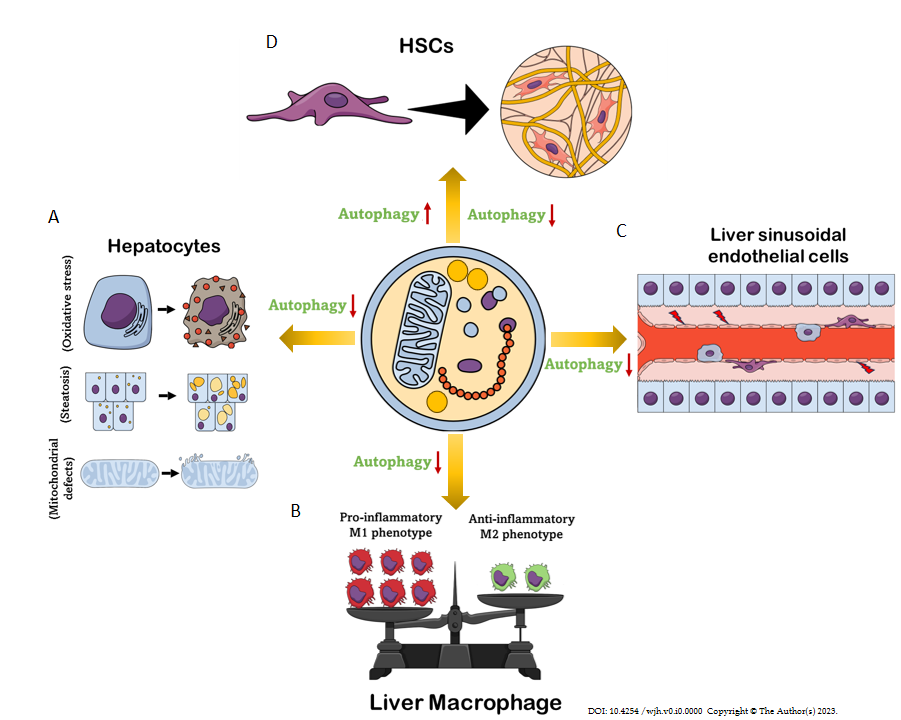 D
HSCs
Autophagy
Autophagy
A
Hepatocytes
(Oxidative stress)
(Steatosis)
(Mitochondrial
defects)
Autophagy
C
Liver sinusoidal
endothelial cells
Autophagy
Autophagy
B
Pro-inflammatory
M1 phenotype
Anti-inflammatory
M2 phenotype
Liver Macrophage
DOI: 10.4254 /wjh.v0.i0.0000 Copyright © The Author(s) 2023.